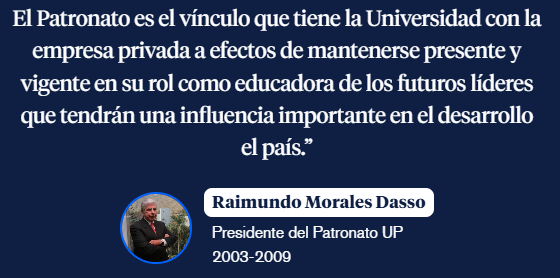 El Patronato es el vínculo que tiene la Universidad con la
empresa privada a efectos de mantenerse presente y
vigente en su rol como educadora de los futuros líderes
que tendrán una influencia importante en el desarrollo
el país.”
Raimundo Morales Dasso
Presidente del Patronato UP
2003-2009